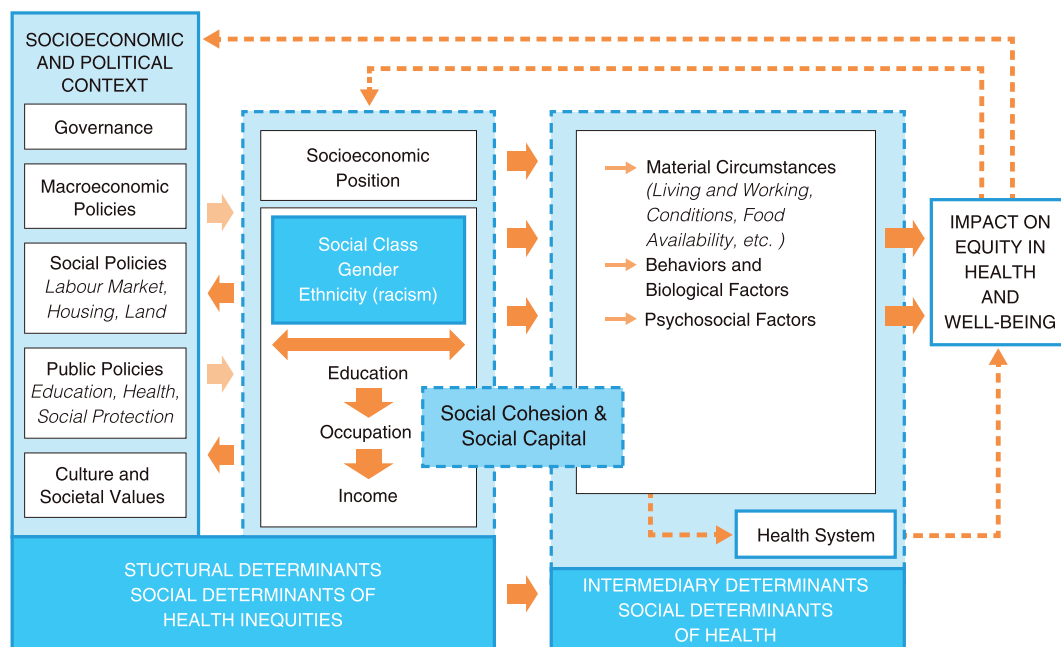 SOCIOECONOMIC
AND POLITICAL
CONTEXT
Governance
Macroeconomic
Policies
Social Policies
Labour Market,
Housing, Land
Public Policies
Education, Health,
Social Protection
Culture and
Societal Values
Socioeconomic
Position
Social Class
Gender
Ethnicity (racism)
Education
Occupation
Income
Social Cohesion &
Social Capital
Material Circumstances
(Living and Working,
Conditions, Food
Availability, etc. )
Behaviors and
Biological Factors
Psychosocial Factors
Health System
IMPACT ON
EQUITY IN
HEALTH
AND
WELL-BEING
STUCTURAL DETERMINANTS
SOCIAL DETERMINANTS OF
HEALTH INEQUITIES
INTERMEDIARY DETERMINANTS
SOCIAL DETERMINANTS
OF HEALTH